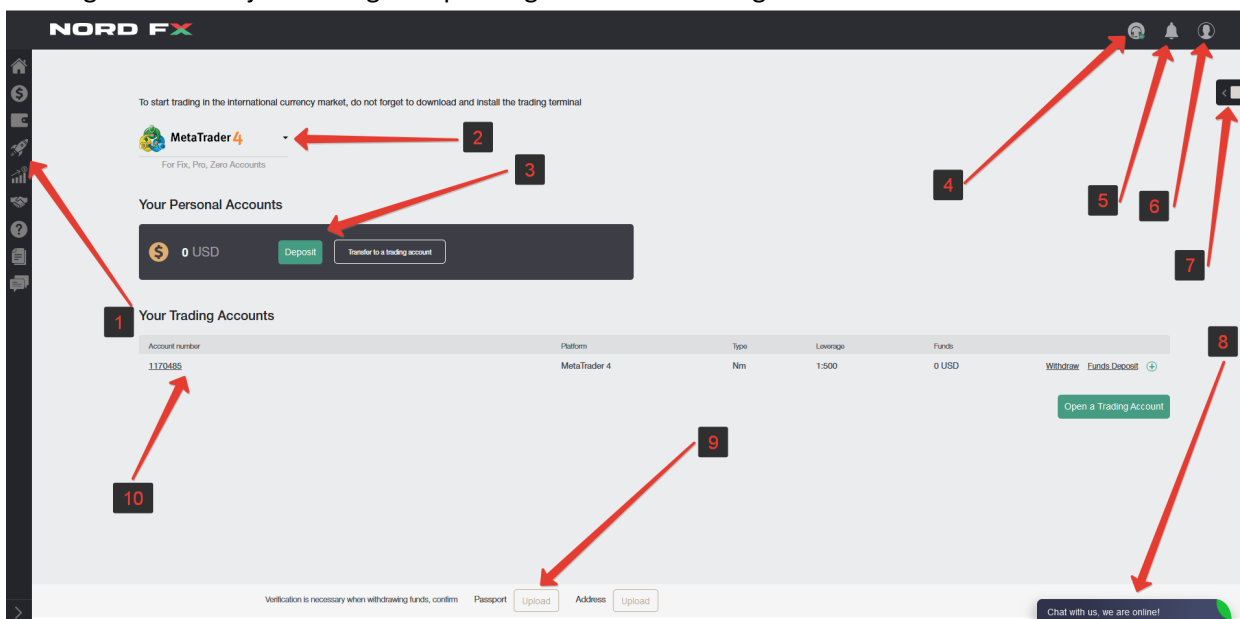 NORD FX
To start trading in the international currency market, do not forget to download and install the trading terminal
MetaTrader 4
For Fix, Pro, Zero Accounts
Your Personal Accounts
0 USD Deposit Transfer to a trading account
Your Trading Accounts
Account number Platform Type Leverage Funds
1170485 MetaTrader 4 Nm 1:500 0 USD Withdraw Funds Deposit
Open a Trading Account
Verification is necessary when withdrawing funds, confirm Passport Upload Address Upload
Chat with us, we are online!
1
2
3
4
5
6
7
8
9
10